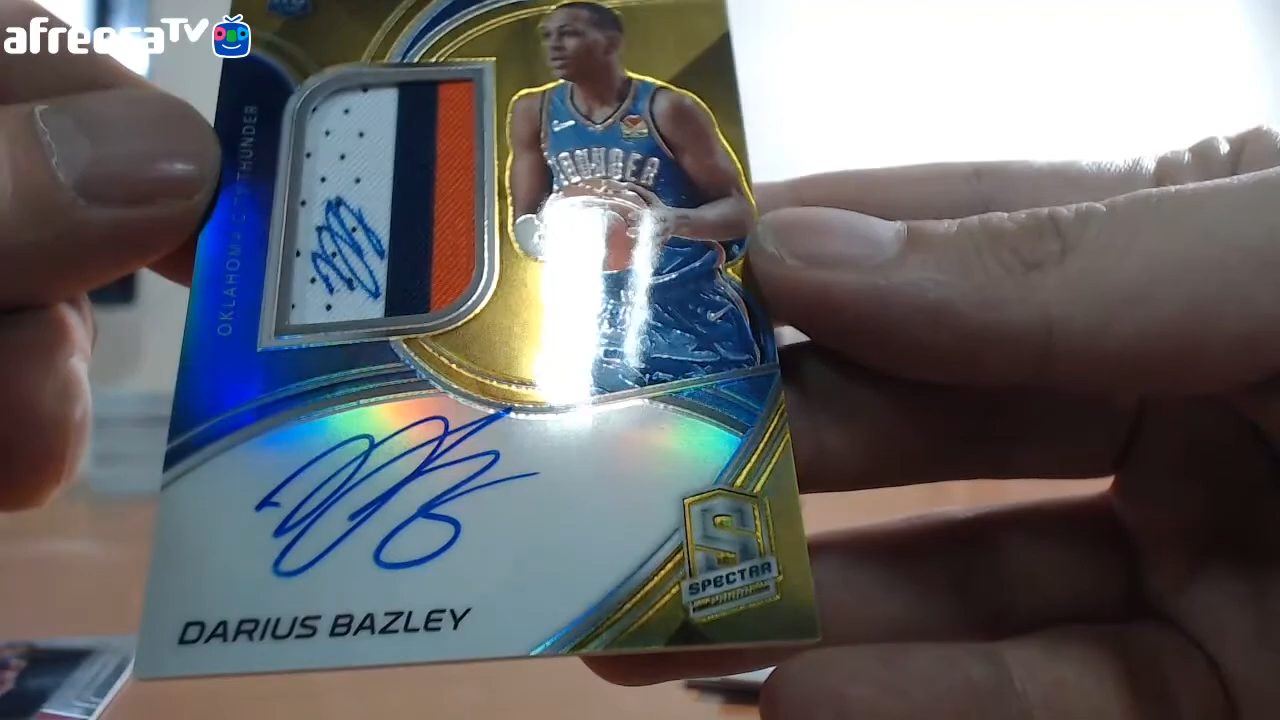 afreecaTV
OKLAHOMA CITY THUNDER
THUNDER
DARIUS BAZLEY
S
SPECTRA